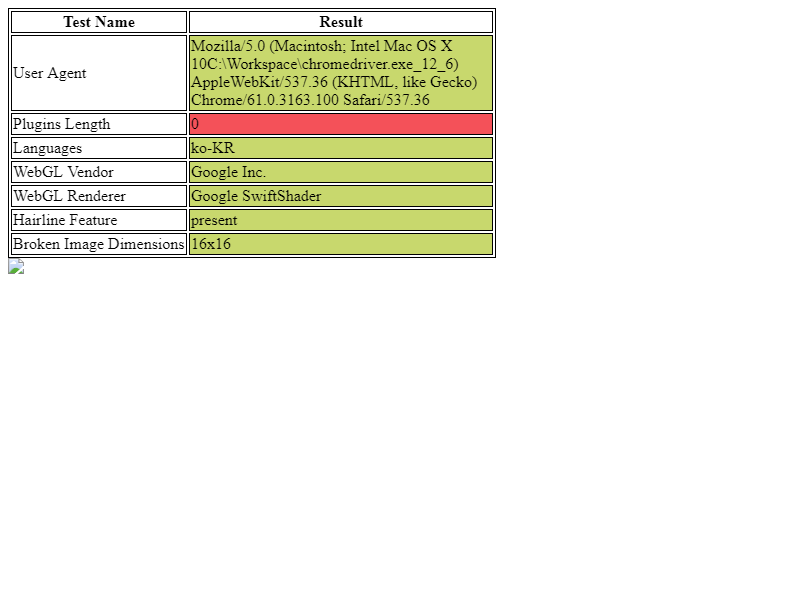 Test Name Result
User Agent
Mozilla/5.0 (Macintosh; Intel Mac OS X
10C:\Workspace\chromedriver.exe_12_6)
AppleWebKit/537.36 (KHTML, like Gecko)
Chrome/61.0.3163.100 Safari/537.36
Plugins Length 0
Languages ko-KR
WebGL Vendor Google Inc.
WebGL Renderer Google SwiftShader
Hairline Feature present
Broken Image Dimensions 16x16